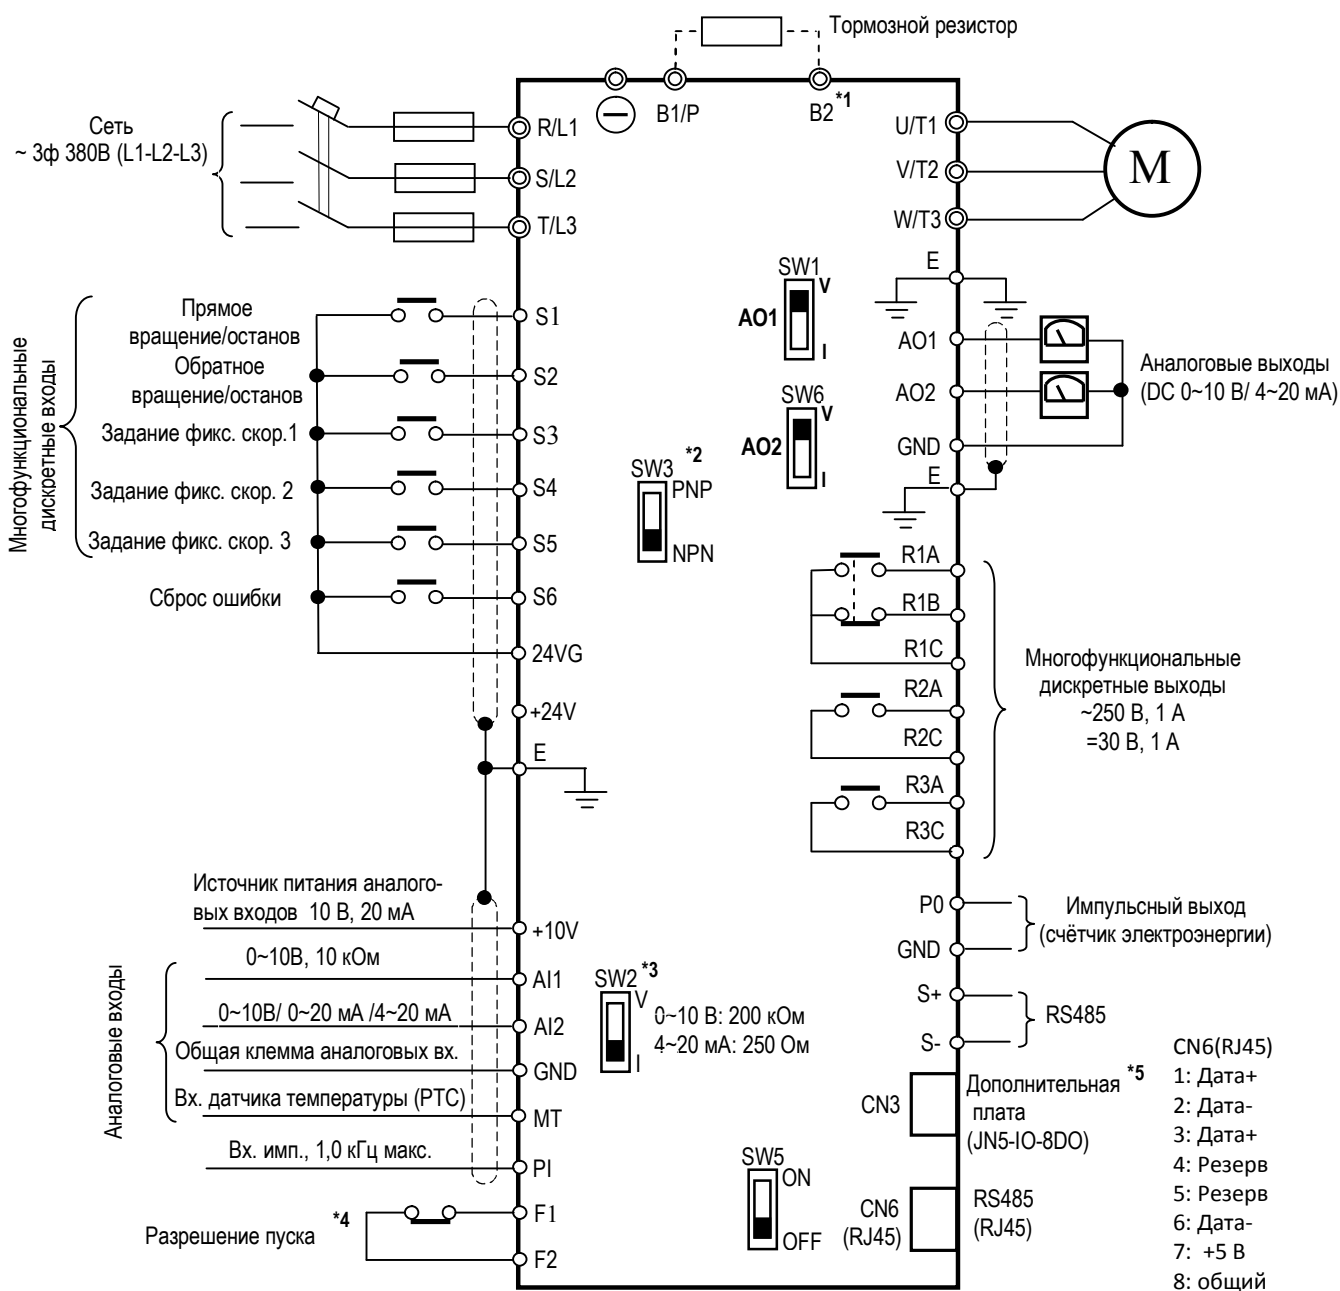 Тормозной резистор
B1/P
B2 *1
Сеть
~ 3ф 380В (L1-L2-L3)
R/L1
S/L2
T/L3
U/T1
V/T2
W/T3
M
E
Многофункциональные
дискретные входы
Прямое
вращение/останов
Обратное
вращение/останов
Задание фикс. скор.1
Задание фикс. скор. 2
Задание фикс. скор. 3
Сброс ошибки
S1
S2
S3
S4
S5
S6
24VG
+24V
E
SW1
V
AO1
I
SW6
V
AO2
I
*2
SW3
PNP
NPN
AO1
AO2
GND
E
Аналоговые выходы
(DC 0~10 В/ 4~20 мА)
R1A
R1B
R1C
R2A
R2C
R3A
R3C
Многофункциональные
дискретные выходы
~250 В, 1 А
=30 В, 1 А
Источник питания аналого-
вых входов 10 В, 20 мА
0~10В, 10 кОм
0~10В/ 0~20 мА /4~20 мА
Общая клемма аналоговых вх.
Вх. датчика температуры (PTC)
Вх. имп., 1,0 кГц макс.
Аналоговые входы
+10V
AI1
AI2
GND
MT
PI
*4
Разрешение пуска
F1
F2
SW2 *3
V
I
0~10 В: 200 кОм
4~20 мА: 250 Ом
P0
GND
Импульсный выход
(счётчик электроэнергии)
S+
S-
RS485
CN3
Дополнительная *5
плата
(JN5-IO-8DO)
SW5
ON
OFF
CN6
(RJ45)
RS485
(RJ45)
CN6(RJ45)
1: Дата+
2: Дата-
3: Дата+
4: Резерв
5: Резерв
6: Дата-
7: +5 В
8: общий